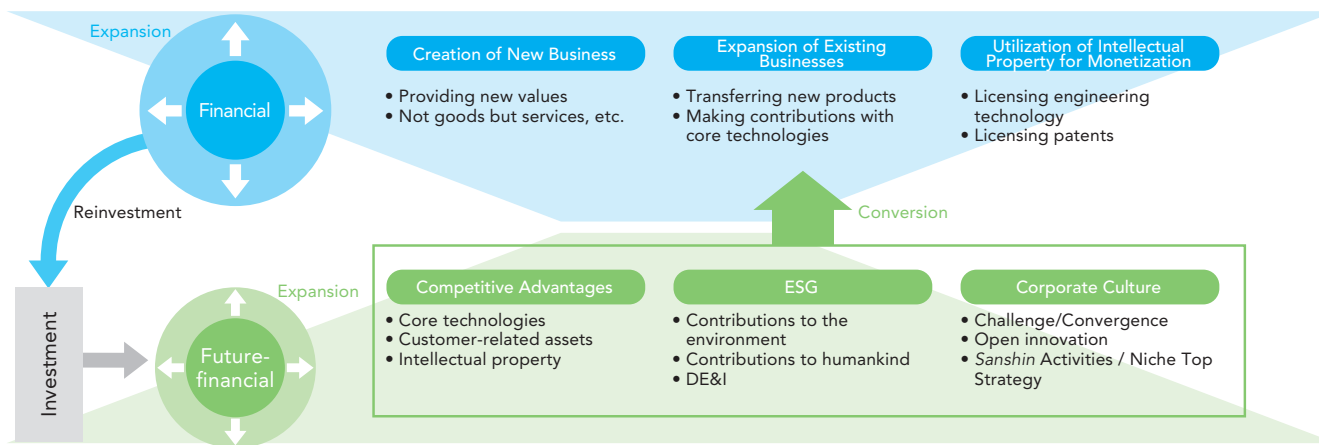 Expansion
Financial
Reinvestment
Creation of New Business
• Providing new values
• Not goods but services, etc.
Expansion of Existing
Businesses
• Transferring new products
• Making contributions with
core technologies
Utilization of Intellectual
Property for Monetization
• Licensing engineering
technology
• Licensing patents
Conversion
Investment
Expansion
Future-
financial
Competitive Advantages
• Core technologies
• Customer-related assets
• Intellectual property
ESG
• Contributions to the
environment
• Contributions to humankind
• DE&I
Corporate Culture
• Challenge/Convergence
• Open innovation
• Sanshin Activities / Niche Top
Strategy